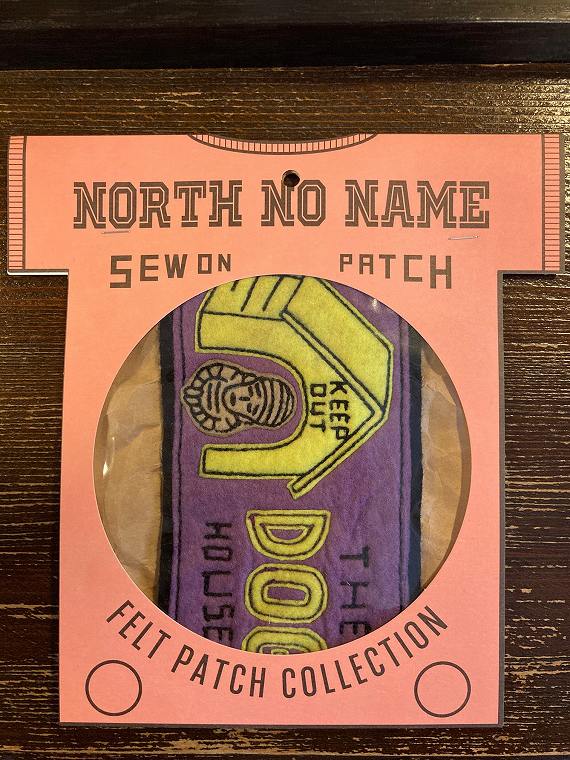 NORTH NO NAME
SEW ON PATCH
KEEP
OUT
THE
DOG
HOUSE
FELT PATCH COLLECTION